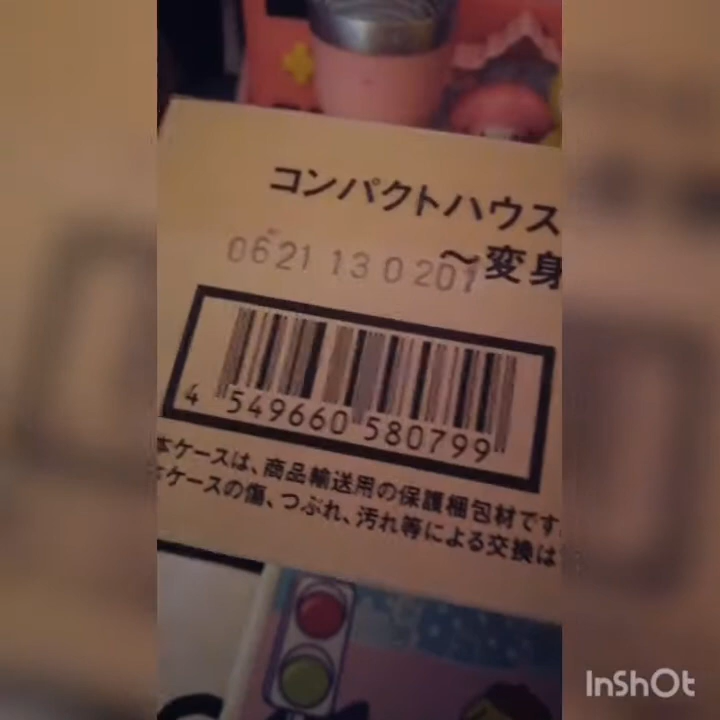 コンパクトハウス
～変身
0621 13 0 201
4 549660 580799
本ケースは、商品輸送用の保護梱包材です
ケースの傷、つぶれ、汚れ等による交換は
InShOt